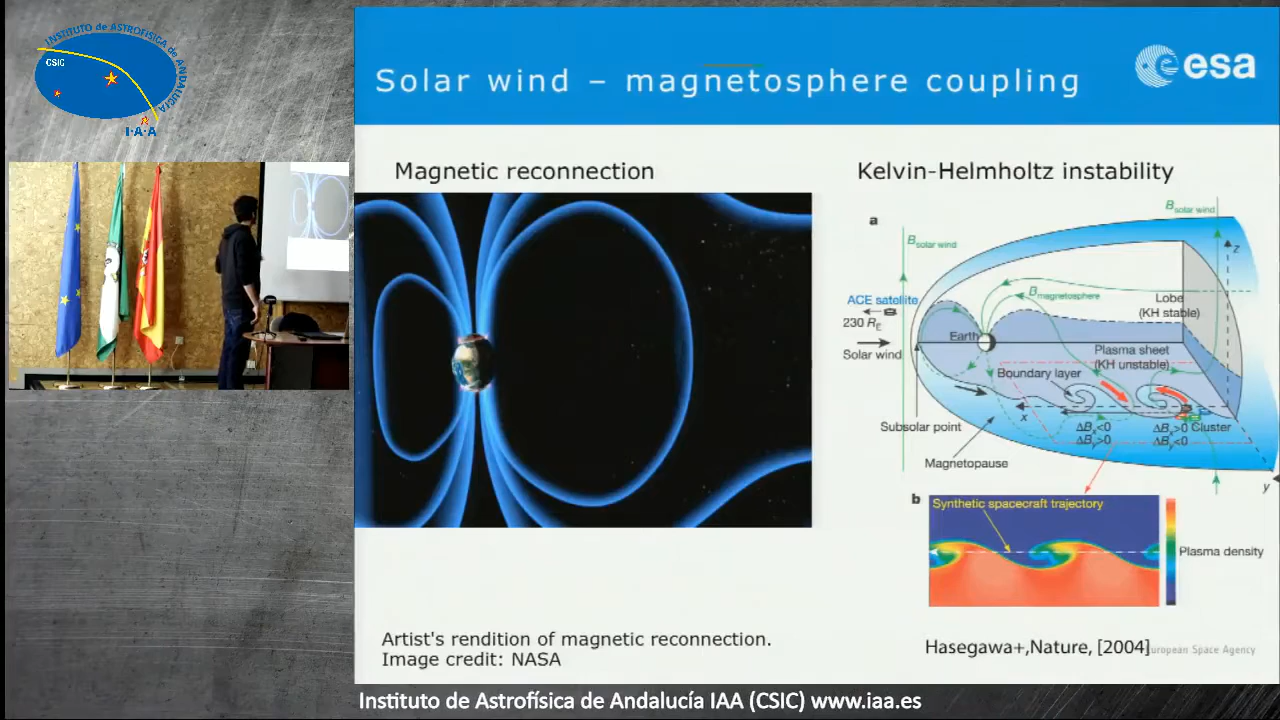 INSTITUTO de ASTROFÍSICA de ANDALUCÍA
CSIC
I·A·A
Solar wind – magnetosphere coupling
esa
Magnetic reconnection
Kelvin-Helmholtz instability
a
B solar wind
B solar wind
z
ACE satellite
B magnetosphere
Lobe
(KH stable)
230 RE
Earth
Solar wind
Plasma sheet
(KH unstable)
Boundary layer
x
Subsolar point
ΔBx<0
ΔBy>0
ΔBx>0
ΔBy<0
Cluster
Magnetopause
y
b
Synthetic spacecraft trajectory
Plasma density
Artist's rendition of magnetic reconnection.
Image credit: NASA
Hasegawa+,Nature, [2004]
European Space Agency
Instituto de Astrofísica de Andalucía IAA (CSIC) www.iaa.es